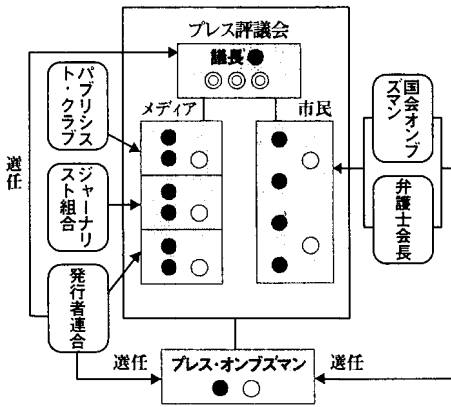 プレス評議会
議長
メディア
市民
パブリシス
ト・クラブ
ジャーナリ
スト組合
発行者連合
選任
国会オンブ
ズマン
弁護士会長
選任
プレス・オンブズマン
選任